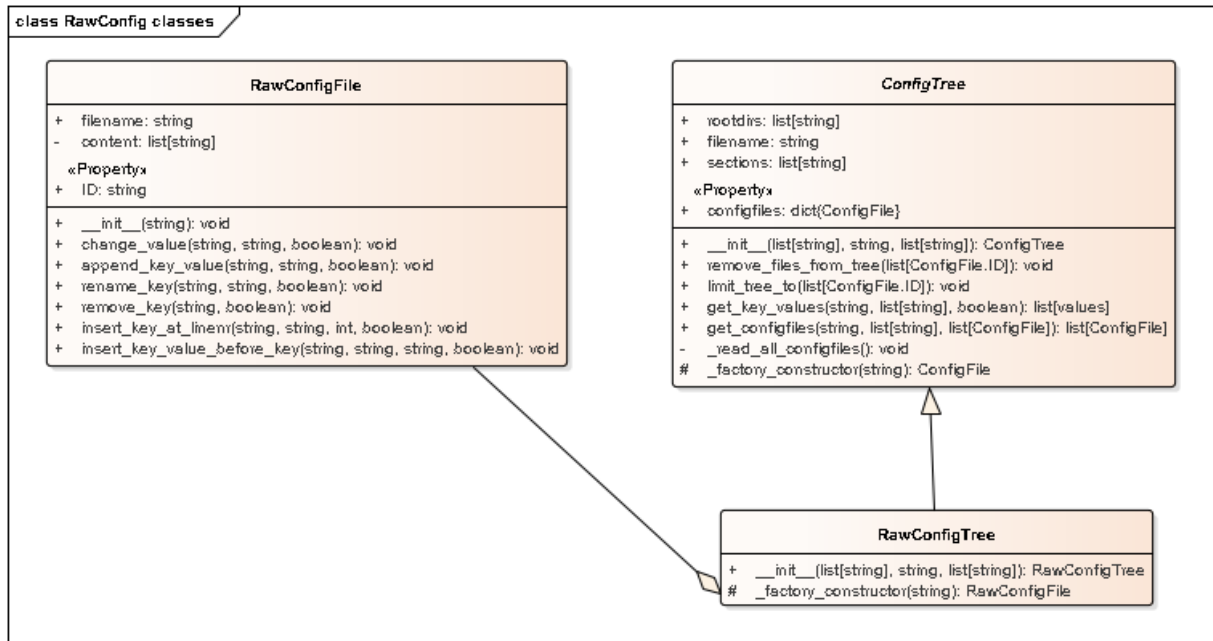 class RawConfig classes
RawConfigFile
+ filename: string
- content: list[string]
«Property»
+ ID: string
+ __init__(string): void
+ change_value(string, string, boolean): void
+ append_key_value(string, string, boolean): void
+ rename_key(string, string): void
+ remove_key(string, boolean): void
+ insert_key_at_linenr(string, string, int, boolean): void
+ insert_key_value_before_key(string, string, string, boolean): void
ConfigTree
+ rootdirs: list[string]
+ filename: string
+ sections: list[string]
«Property»
+ configfiles: dict{ConfigFile}
+ __init__(list[string], string, list[string]): ConfigTree
+ remove_files_from_tree(list[ConfigFile.ID]): void
+ limit_tree_to(list[ConfigFile.ID]): void
+ get_key_values(string, list[string], boolean): list[values]
+ get_configfiles(string, list[string], list[ConfigFile]): list[ConfigFile]
- _read_all_configfiles(): void
# _factory_constructor(string): ConfigFile
RawConfigTree
+ __init__(list[string], string, list[string]): RawConfigTree
# _factory_constructor(string): RawConfigFile